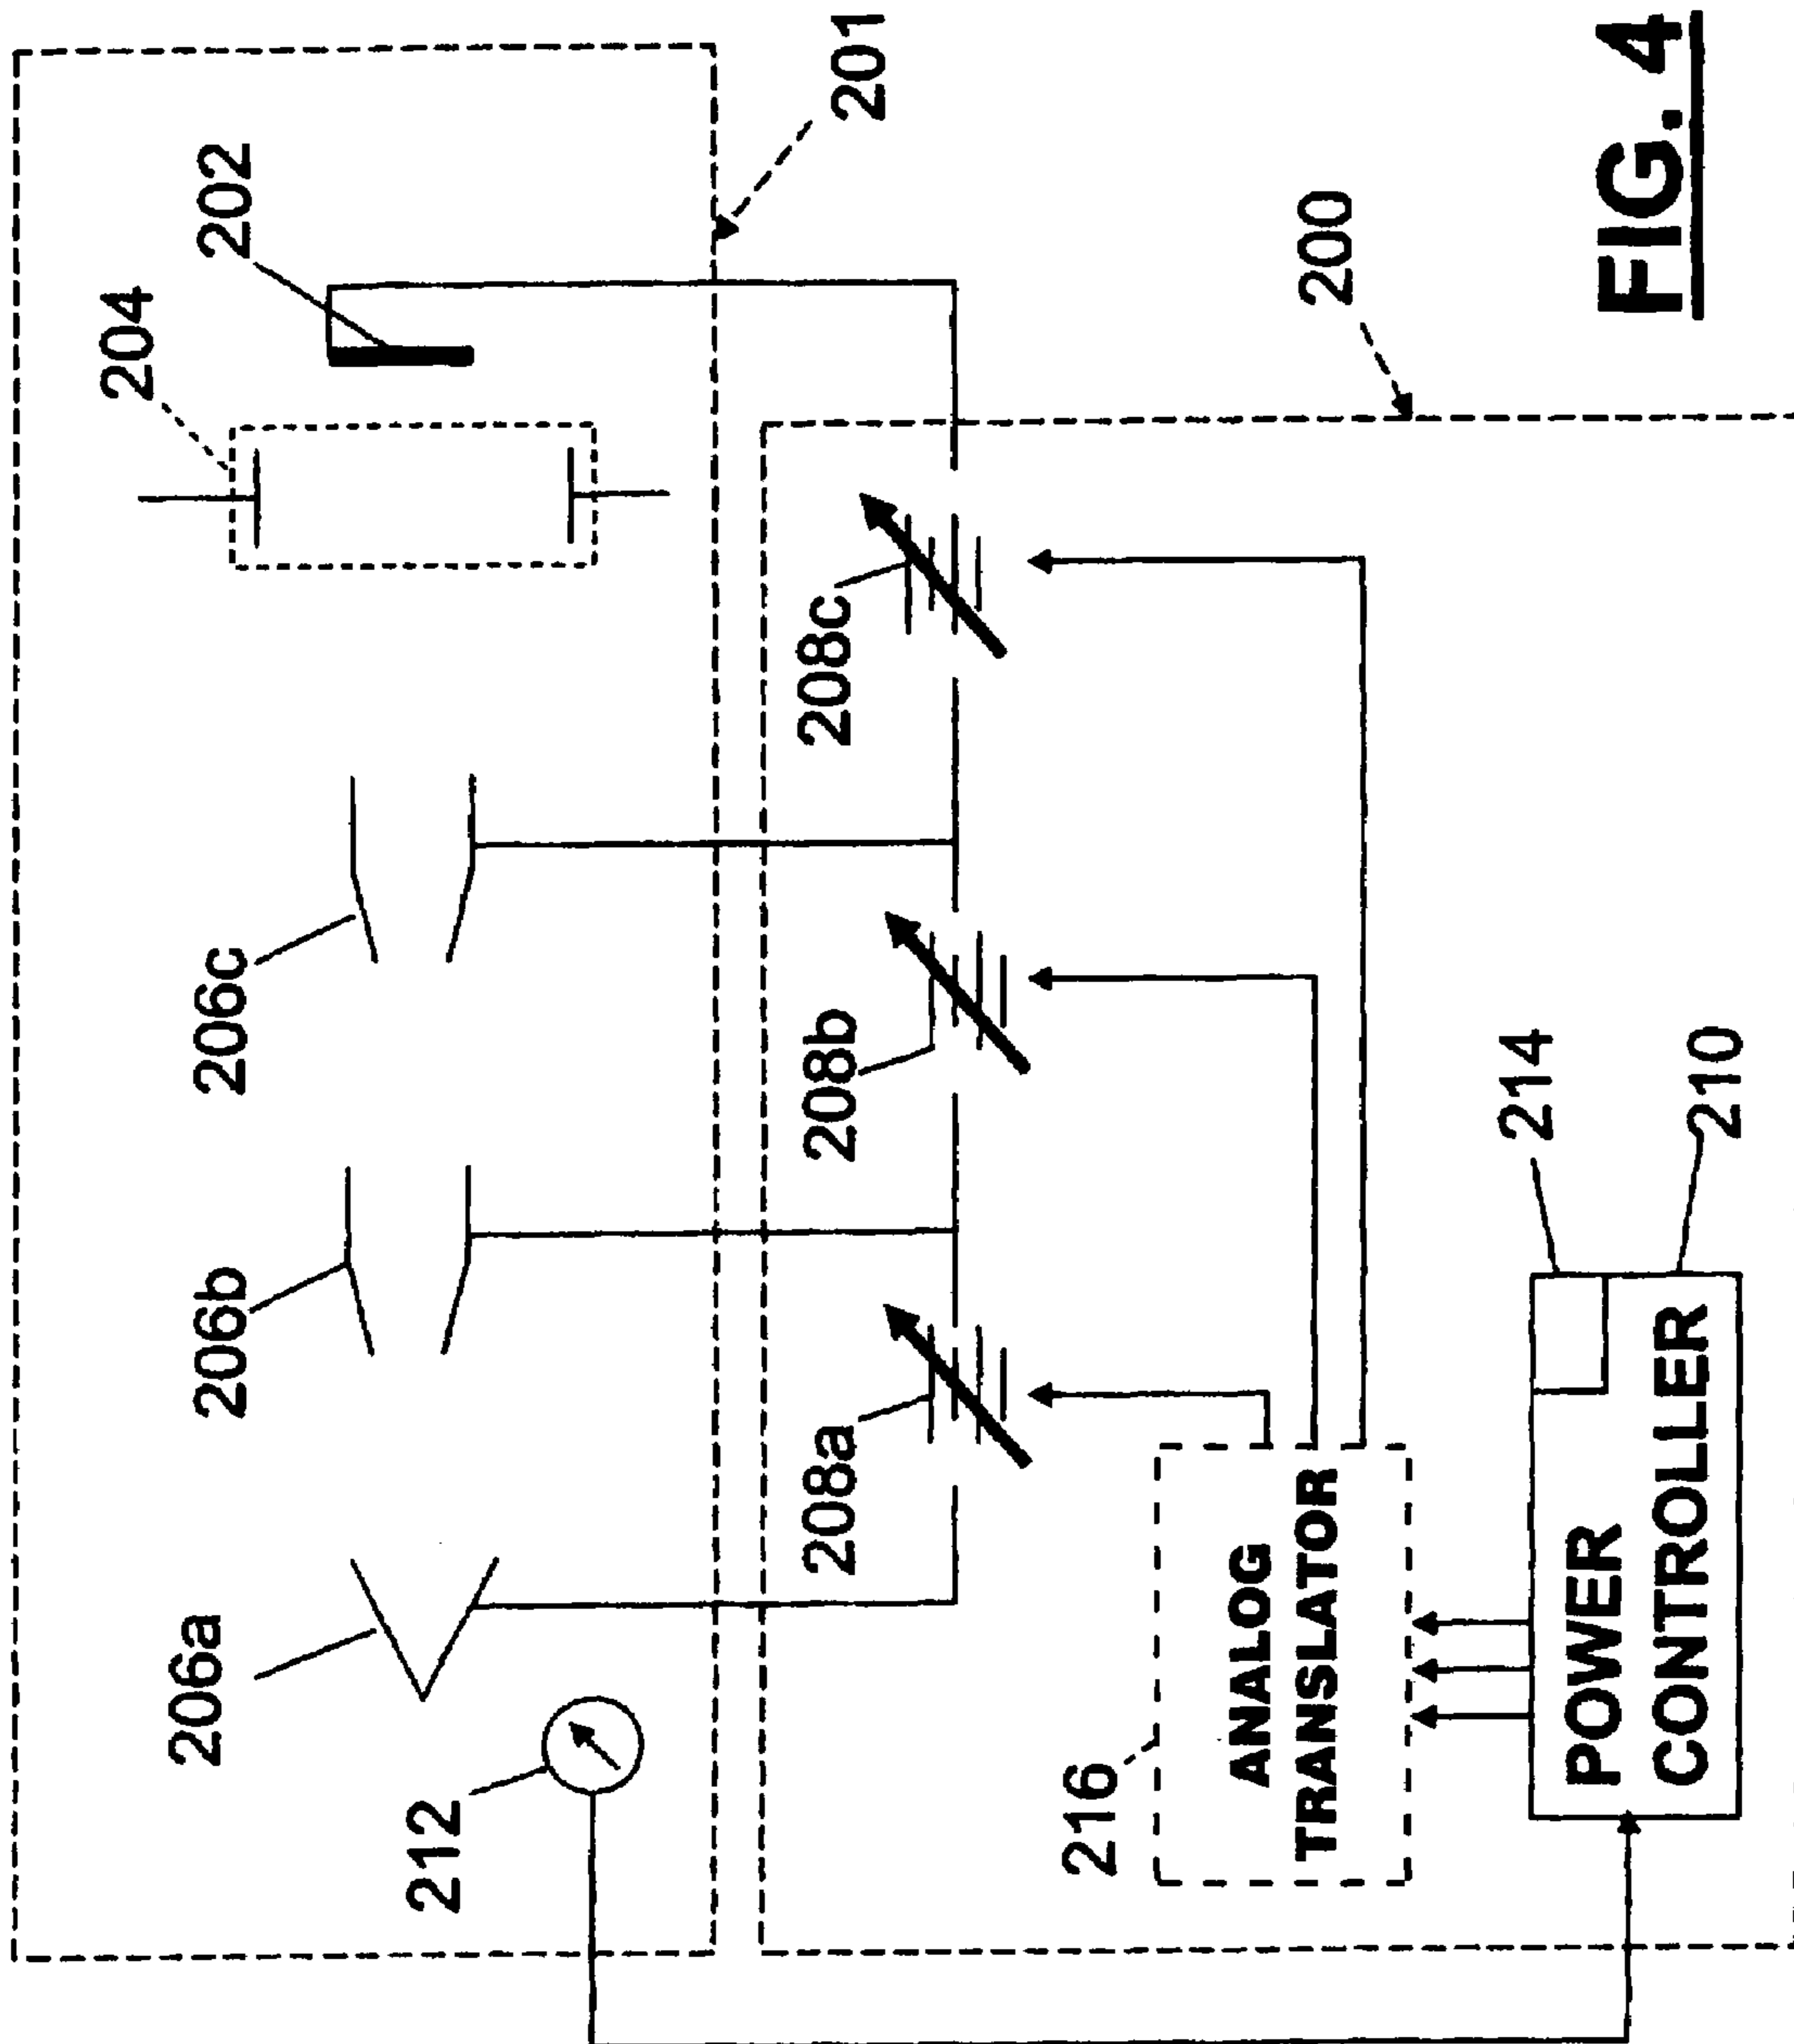 204
202
201
206a
206b
206c
212
208a
208b
208c
200
216
ANALOG
TRANSLATOR
214
POWER
CONTROLLER
210
FIG. 4